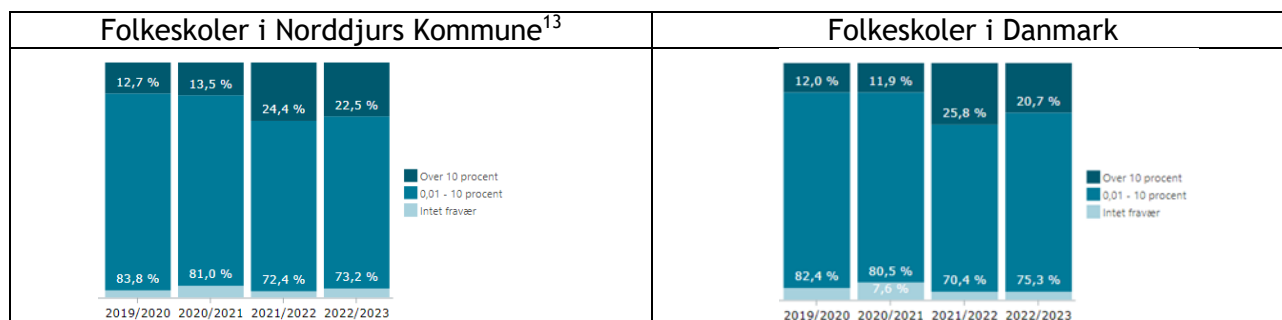 Folkeskoler i Norddjurs Kommune13
12,7 % 13,5 % 24,4 % 22,5 %
83,8 % 81,0 % 72,4 % 73,2 %
2019/2020 2020/2021 2021/2022 2022/2023
Over 10 procent
0,01 - 10 procent
Intet fravær
Folkeskoler i Danmark
12,0 % 11,9 % 25,8 % 20,7 %
82,4 % 80,5 % 70,4 % 75,3 %
7,6 %
2019/2020 2020/2021 2021/2022 2022/2023
Over 10 procent
0,01 - 10 procent
Intet fravær